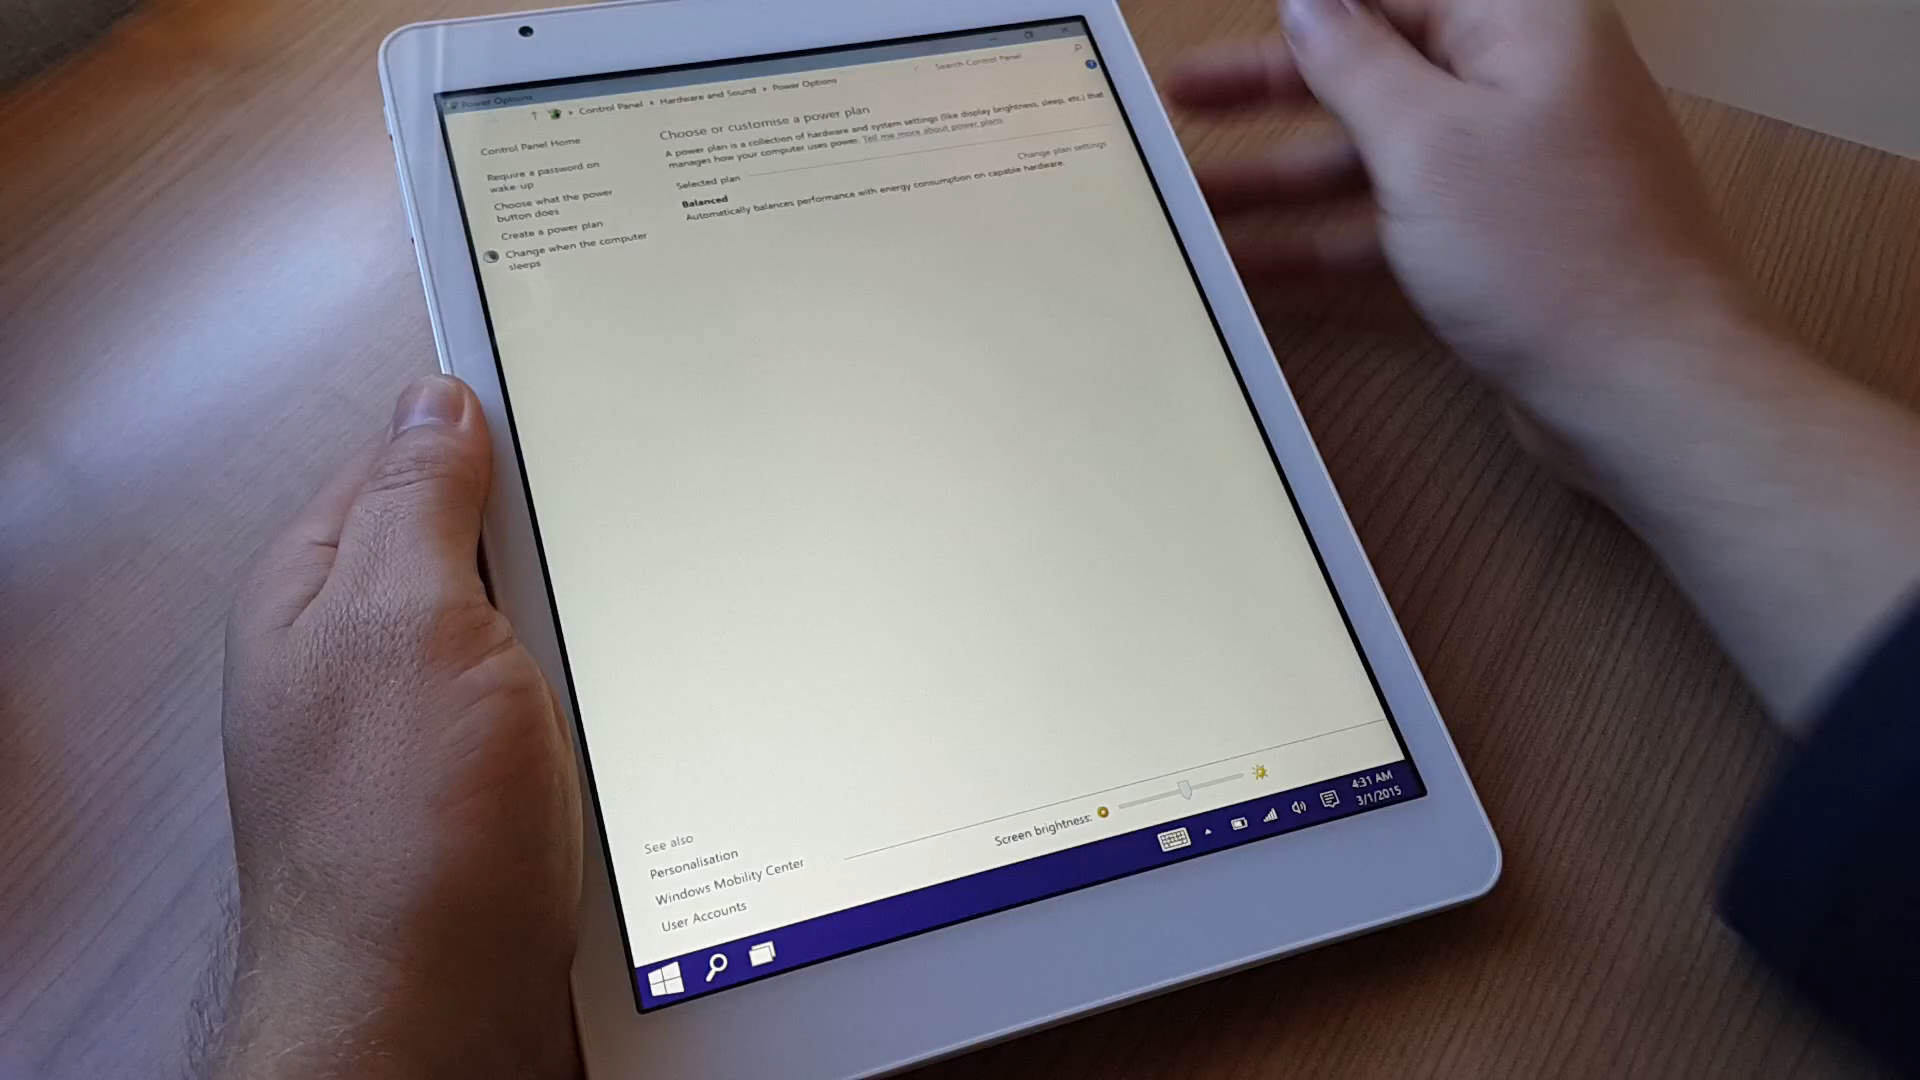 Power Options
Control Panel ▸ Hardware and Sound ▸ Power Options
Search Control Panel
Control Panel Home
Require a password on
wake-up
Choose what the power
button does
Create a power plan
Change when the computer
sleeps
Choose or customise a power plan
A power plan is a collection of hardware and system settings (like display brightness, sleep, etc.) that
manages how your computer uses power. Tell me more about power plans
Selected plan
Balanced
Change plan settings
Automatically balances performance with energy consumption on capable hardware.
See also
Personalisation
Windows Mobility Center
User Accounts
Screen brightness:
4:31 AM
3/1/2015